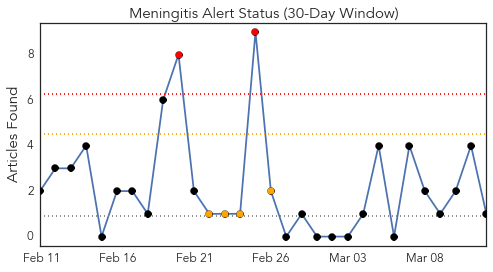 Meningitis Alert Status (30-Day Window)
Articles Found
8
6
4
2
0
Feb 11
Feb 16
Feb 21
Feb 26
Mar 03
Mar 08